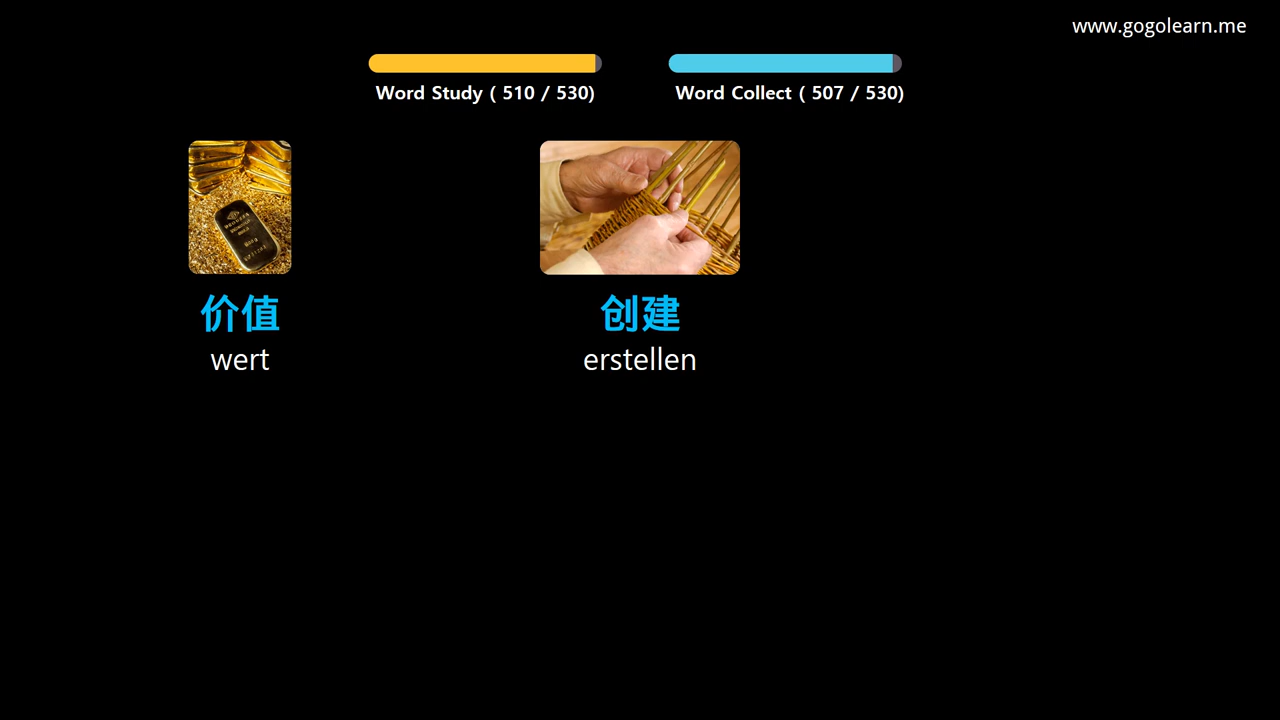 www.gogolearn.me
Word Study ( 510 / 530)
Word Collect ( 507 / 530)
价值
wert
创建
erstellen